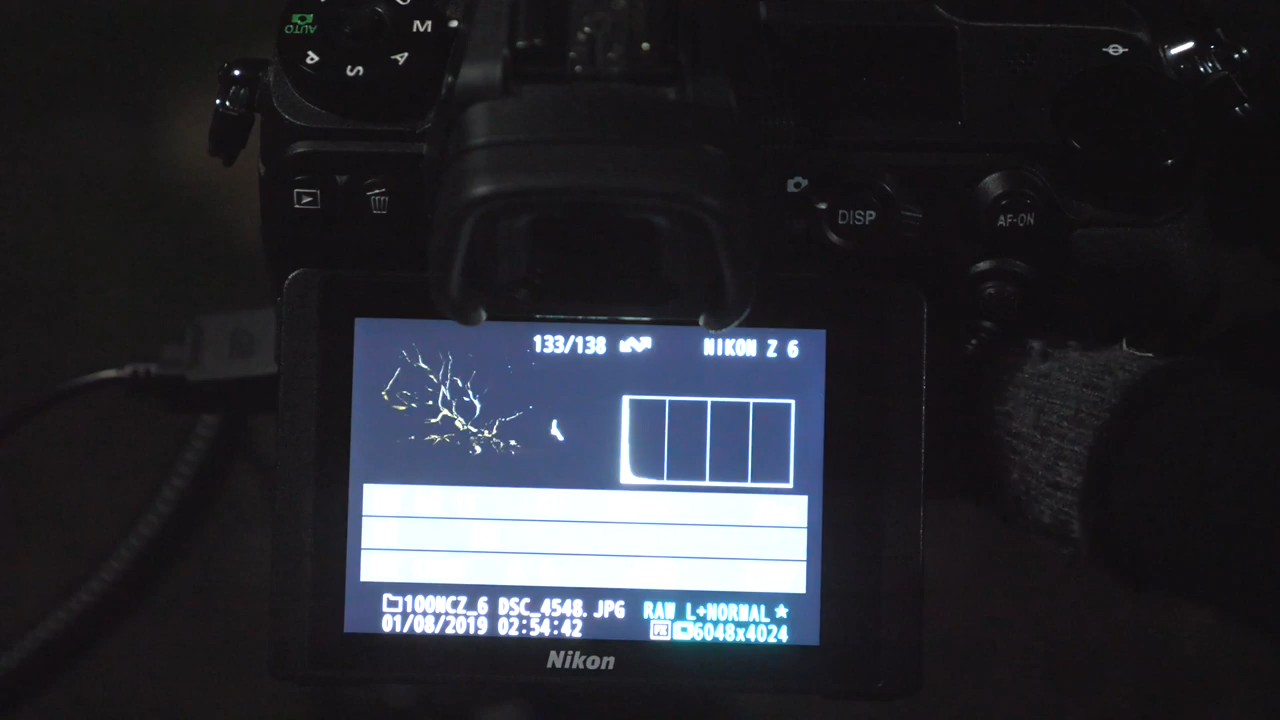 AUTO
M
P
S
A
DISP
AF-ON
133/138
NIKON Z 6
100NCZ_6 DSC_4548.JPG
RAW L+NORMAL★
01/08/2019 02:54:42
6048x4024
Nikon